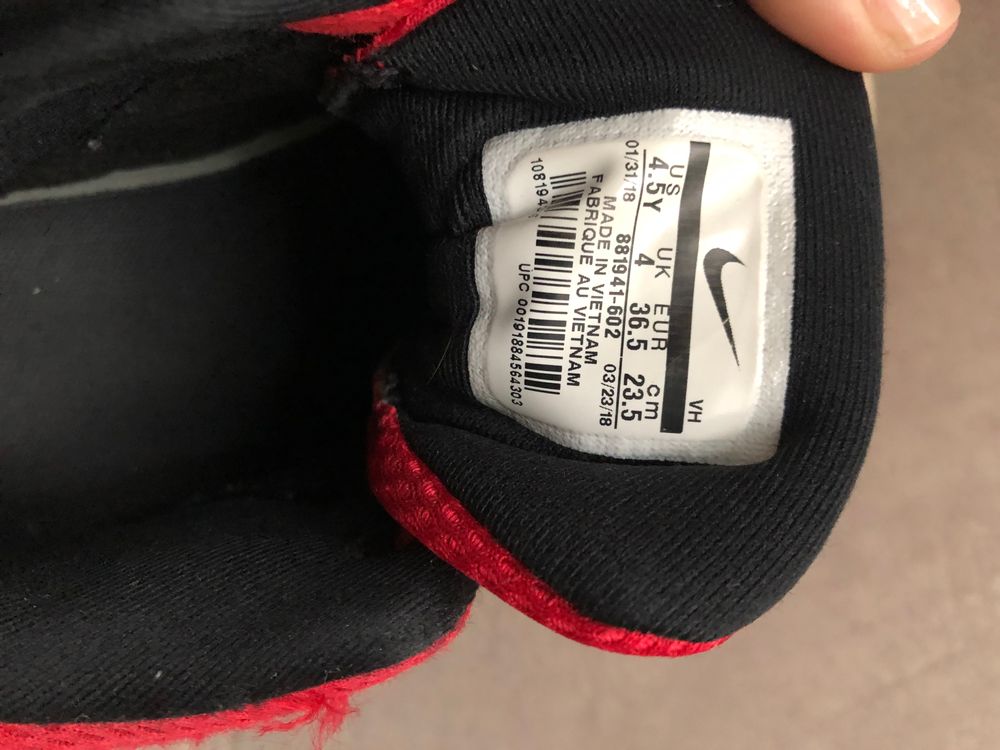 VH
US UK EUR cm
4.5Y 4 36.5 23.5
01/31/18 881941-602 03/23/18
MADE IN VIETNAM
FABRIQUE AU VIETNAM
UPC 00191884564303